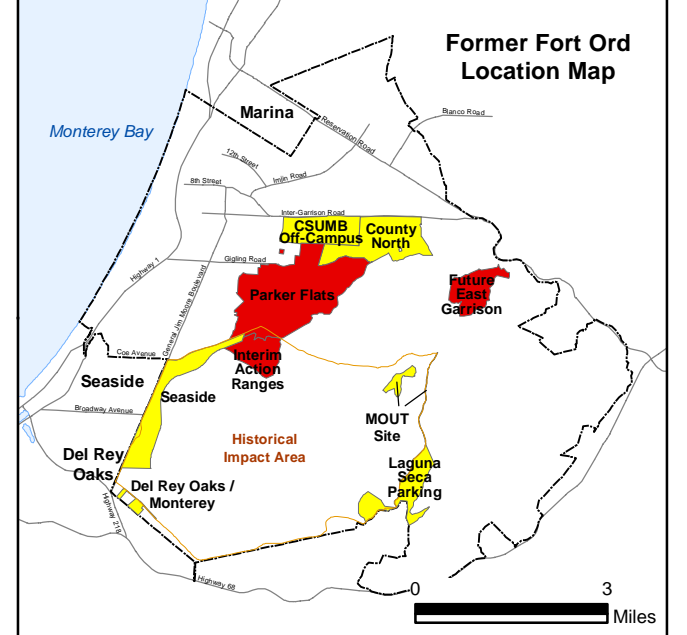 Former Fort Ord
Location Map
Marina
Monterey Bay
Bianco Road
Reservation Road
12th Street
Imjin Road
8th Street
Inter-Garrison Road
CSUMB
Off-Campus
County
North
Gigling Road
Highway 1
General Jim Moore Boulevard
Parker Flats
Future
East
Garrison
Coe Avenue
Interim
Action
Ranges
Seaside
Seaside
Broadway Avenue
MOUT
Site
Historical
Impact Area
Del Rey
Oaks
Laguna
Seca
Parking
Del Rey Oaks /
Monterey
Highway 218
Highway 68
0
3
Miles